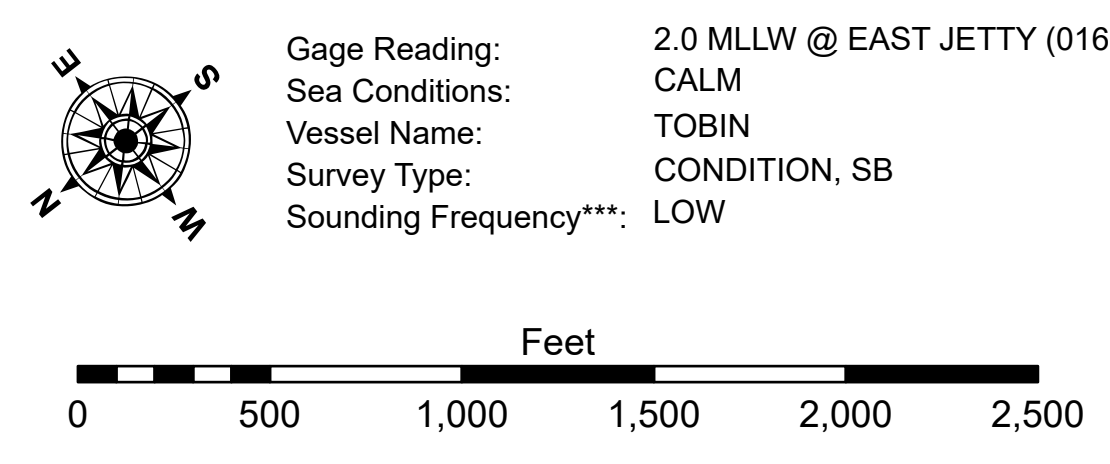 E S
N W
Gage Reading: 2.0 MLLW @ EAST JETTY (016
Sea Conditions: CALM
Vessel Name: TOBIN
Survey Type: CONDITION, SB
Sounding Frequency***: LOW
Feet
0 500 1,000 1,500 2,000 2,500